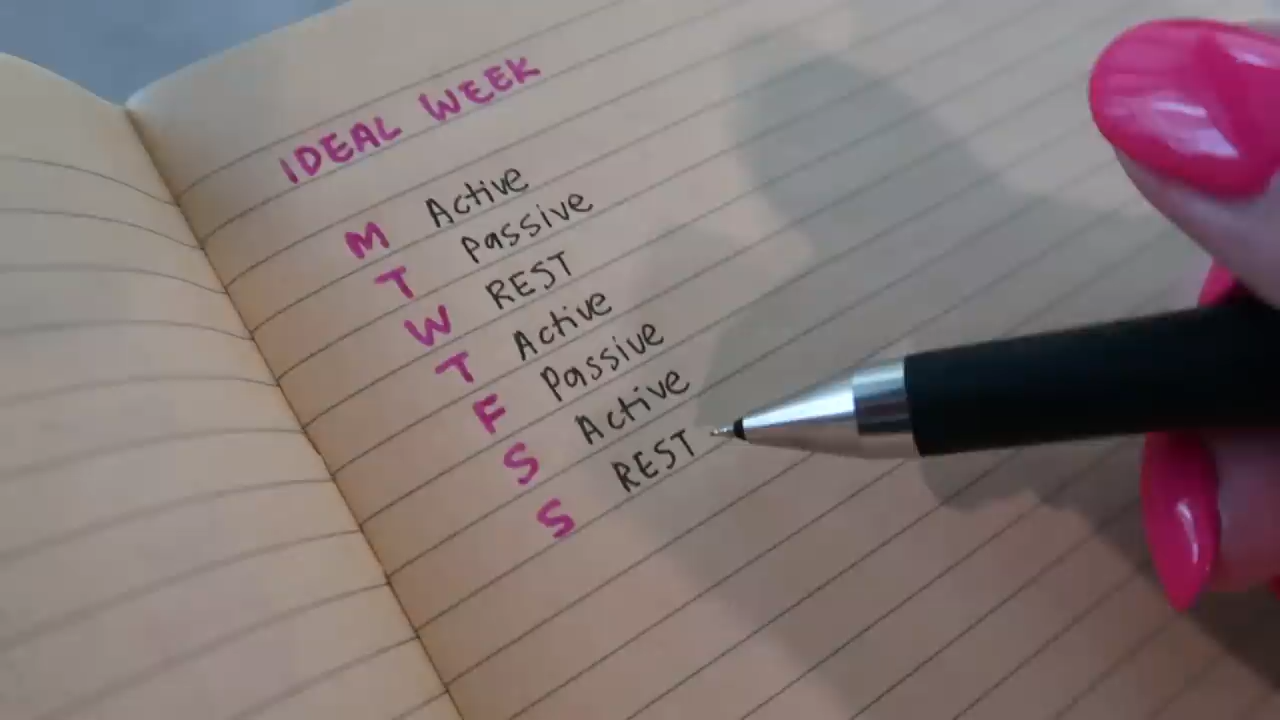 IDEAL WEEK
M Active
T Passive
W REST
T Active
F Passive
S Active
S REST